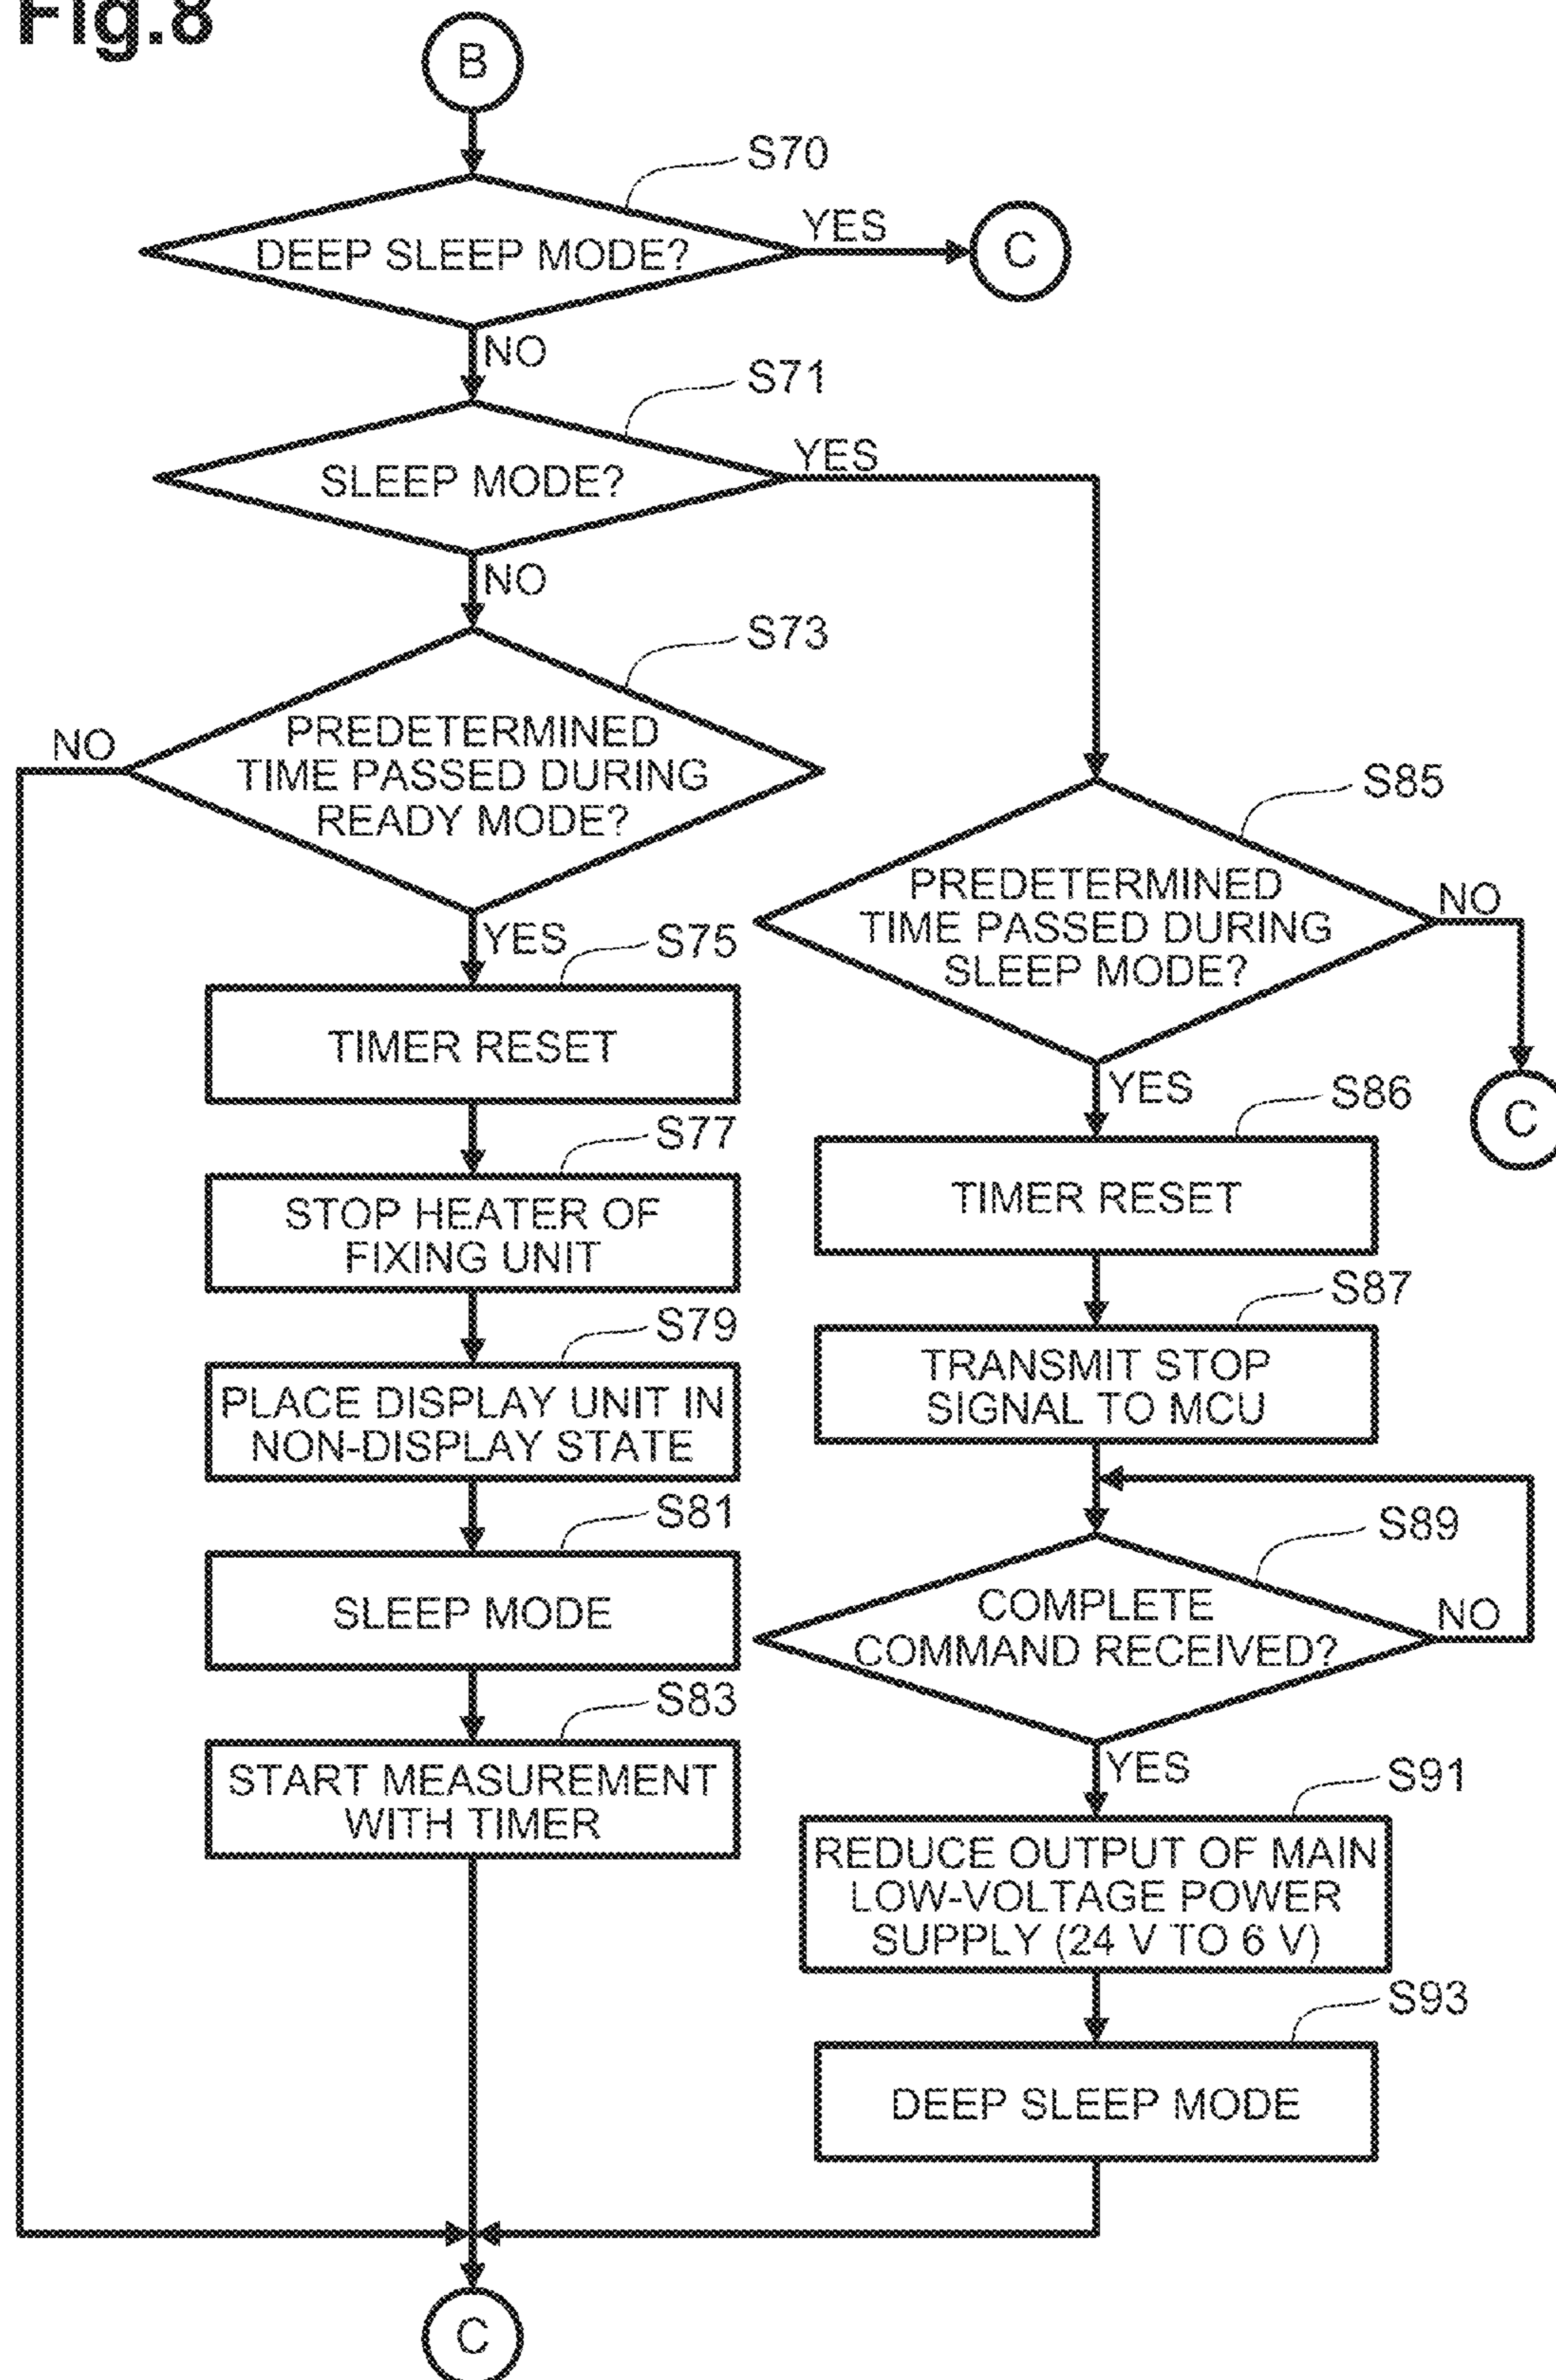 Fig.8
B
S70
DEEP SLEEP MODE?
YES
C
NO
S71
SLEEP MODE?
YES
NO
S73
PREDETERMINED
TIME PASSED DURING
READY MODE?
NO
YES
S75
TIMER RESET
S77
STOP HEATER OF
FIXING UNIT
S79
PLACE DISPLAY UNIT IN
NON-DISPLAY STATE
S81
SLEEP MODE
S83
START MEASUREMENT
WITH TIMER
S85
PREDETERMINED
TIME PASSED DURING
SLEEP MODE?
NO
C
YES
S86
TIMER RESET
S87
TRANSMIT STOP
SIGNAL TO MCU
S89
COMPLETE
COMMAND RECEIVED?
NO
YES
S91
REDUCE OUTPUT OF MAIN
LOW-VOLTAGE POWER
SUPPLY (24 V TO 6 V)
S93
DEEP SLEEP MODE
C